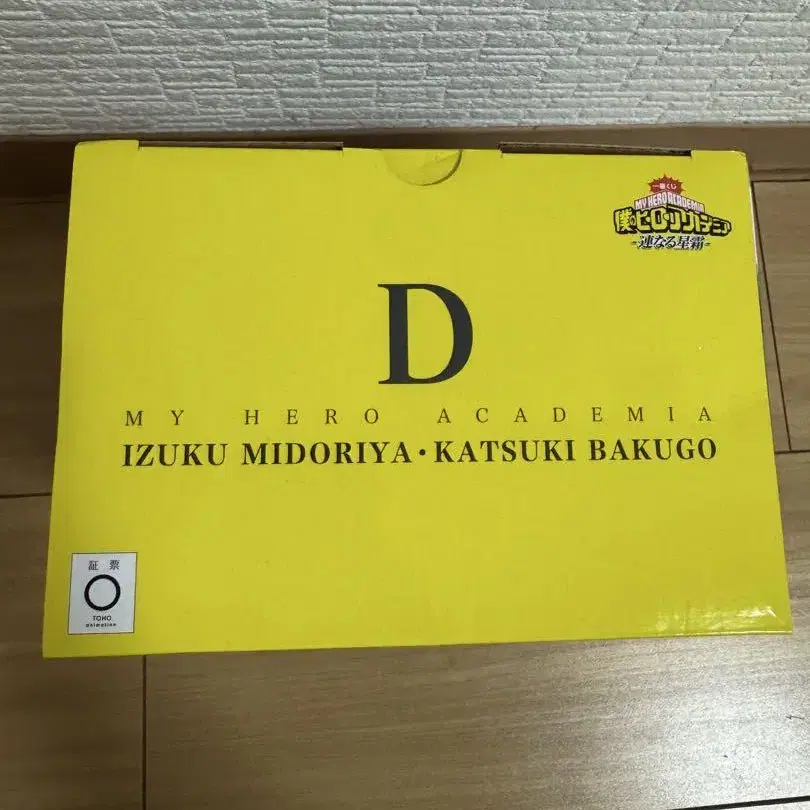 一番くじ
MY HERO ACADEMIA
僕のヒーローアカデミア
-連なる星霜-
D
MY HERO ACADEMIA
IZUKU MIDORIYA・KATSUKI BAKUGO
証 票
TOHO
animation